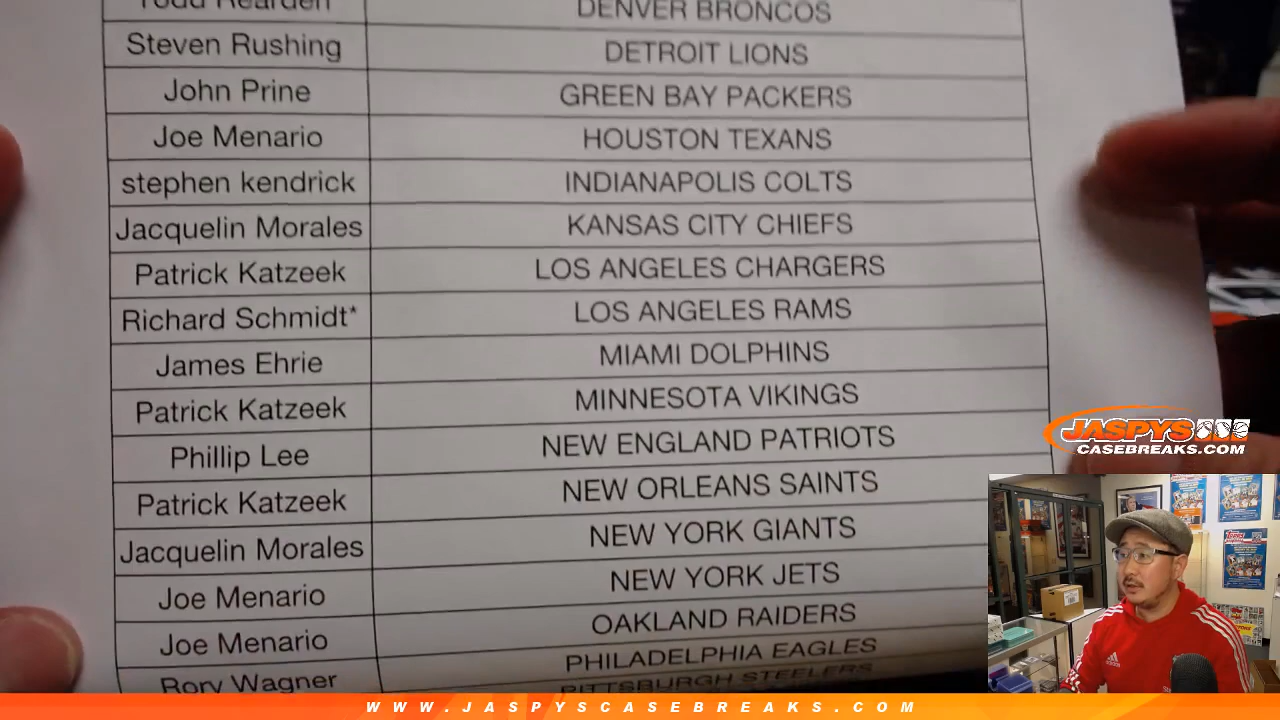 Todd Rearden DENVER BRONCOS
Steven Rushing DETROIT LIONS
John Prine GREEN BAY PACKERS
Joe Menario HOUSTON TEXANS
stephen kendrick INDIANAPOLIS COLTS
Jacquelin Morales KANSAS CITY CHIEFS
Patrick Katzeek LOS ANGELES CHARGERS
Richard Schmidt* LOS ANGELES RAMS
James Ehrie MIAMI DOLPHINS
Patrick Katzeek MINNESOTA VIKINGS
Phillip Lee NEW ENGLAND PATRIOTS
Patrick Katzeek NEW ORLEANS SAINTS
Jacquelin Morales NEW YORK GIANTS
Joe Menario NEW YORK JETS
Joe Menario OAKLAND RAIDERS
Rory Wagner PHILADELPHIA EAGLES
PITTSBURGH STEELERS
JASPYS
CASEBREAKS.COM
WWW.JASPYSCASEBREAKS.COM